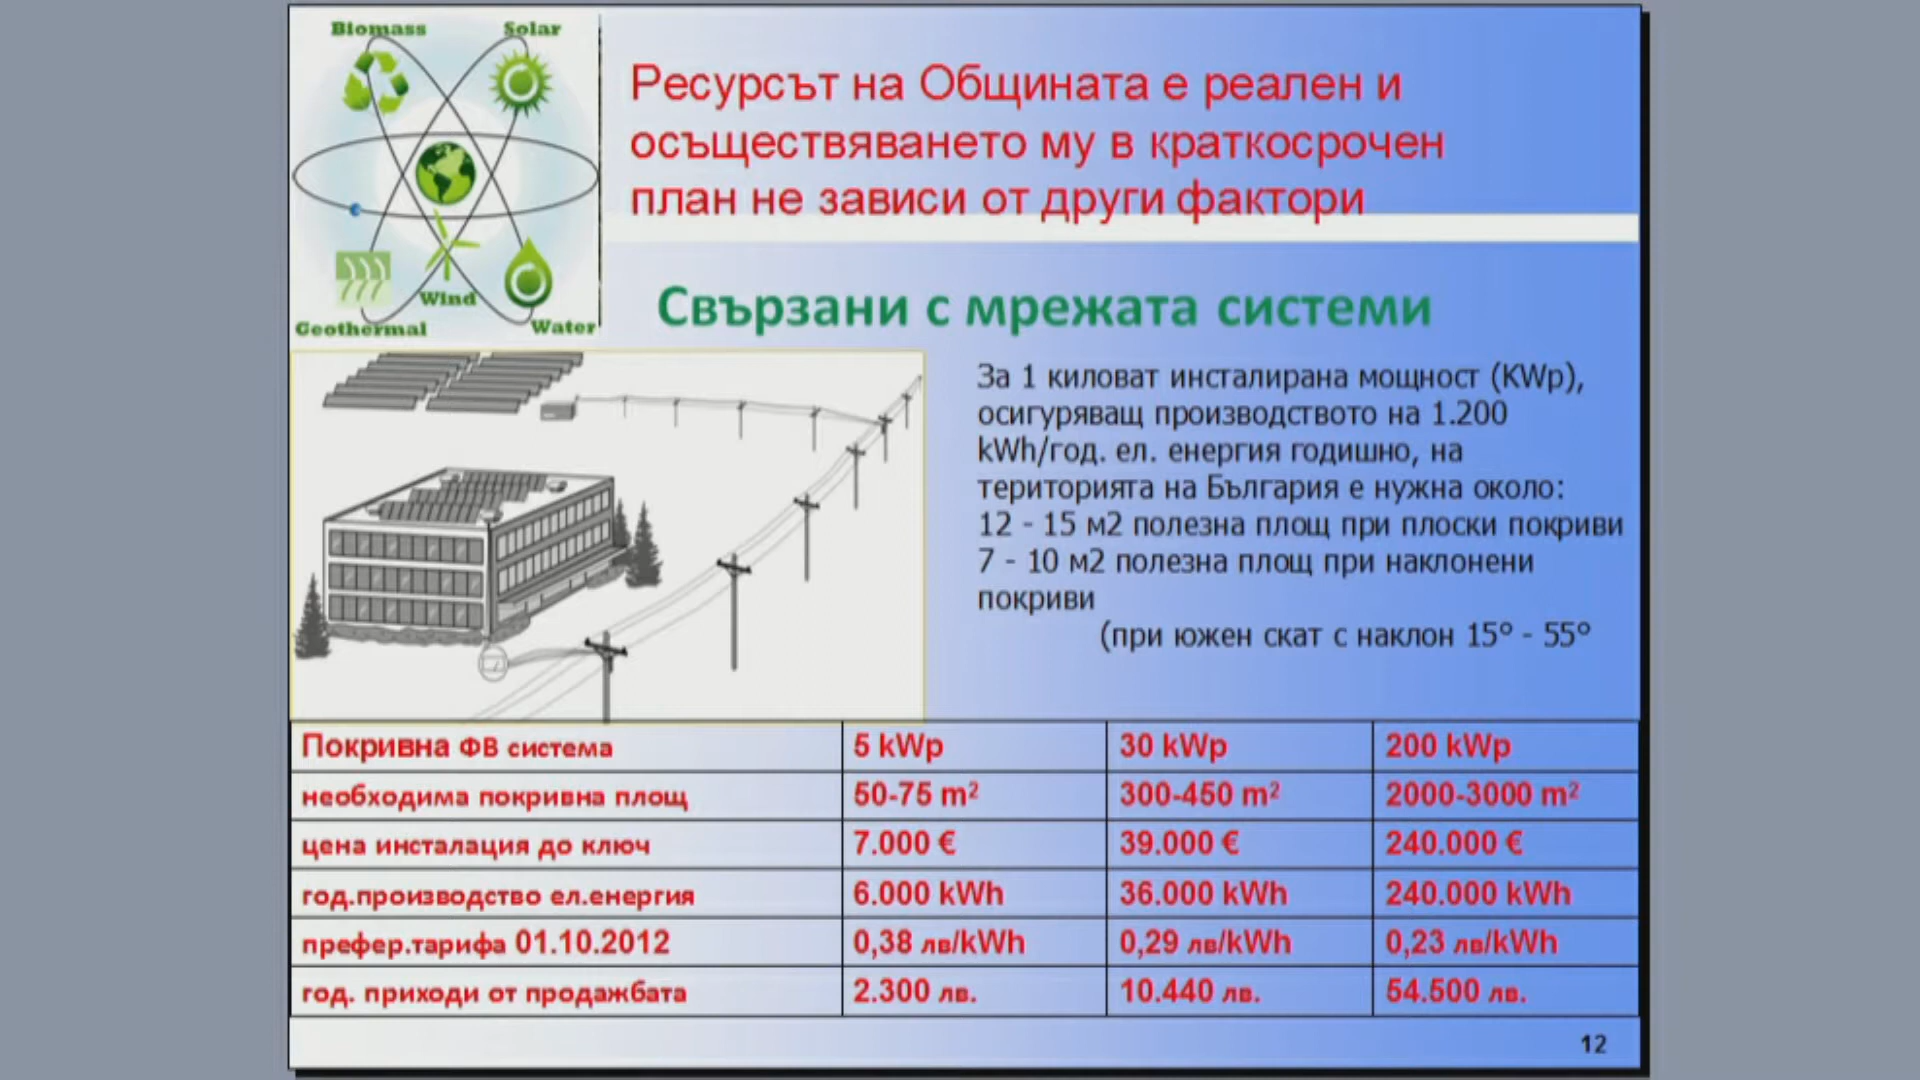 Biomass
Solar
Wind
Geothermal
Water
Ресурсът на Общината е реален и
осъществяването му в краткосрочен
план не зависи от други фактори
Свързани с мрежата системи
За 1 киловат инсталирана мощност (KWp),
осигуряващ производството на 1.200
kWh/год. ел. енергия годишно, на
територията на България е нужна около:
12 - 15 м2 полезна площ при плоски покриви
7 - 10 м2 полезна площ при наклонени
покриви
(при южен скат с наклон 15° - 55°
Покривна ФВ система 5 kWp 30 kWp 200 kWp
необходима покривна площ 50-75 m² 300-450 m² 2000-3000 m²
цена инсталация до ключ 7.000 € 39.000 € 240.000 €
год.производство ел.енергия 6.000 kWh 36.000 kWh 240.000 kWh
префер.тарифа 01.10.2012 0,38 лв/kWh 0,29 лв/kWh 0,23 лв/kWh
год. приходи от продажбата 2.300 лв. 10.440 лв. 54.500 лв.
12